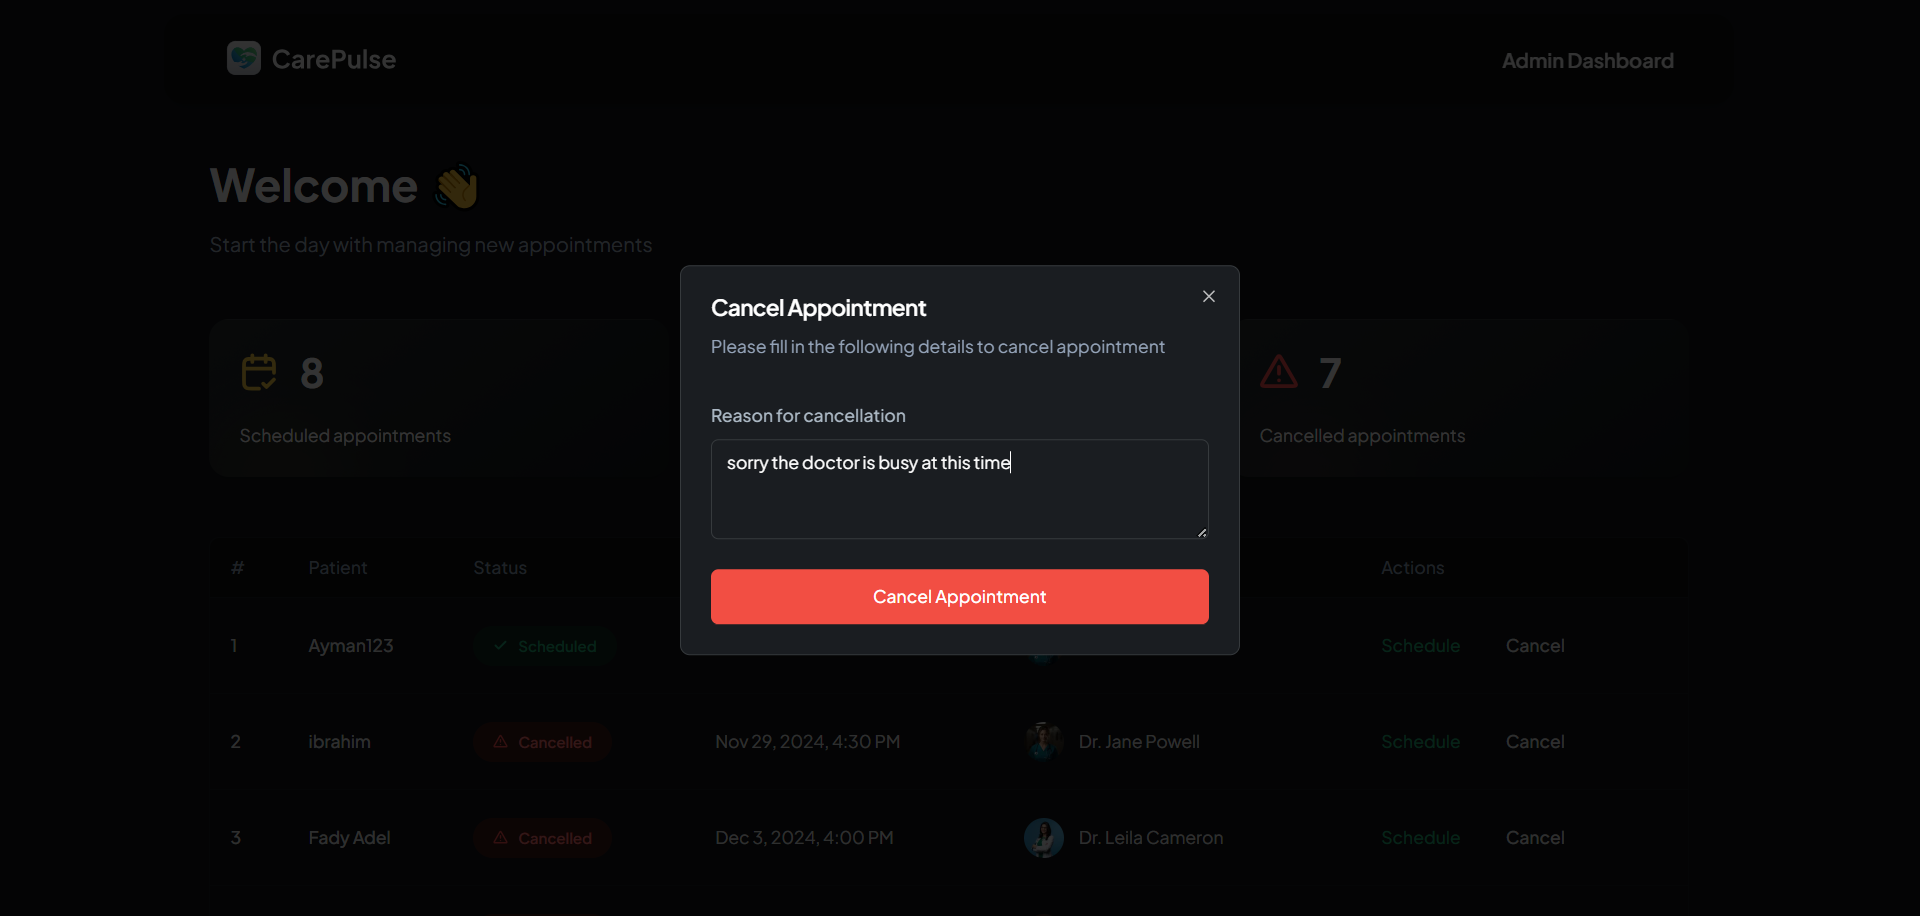 CarePulse
Admin Dashboard
Welcome 👋
Start the day with managing new appointments
8
Scheduled appointments
7
Cancelled appointments
Cancel Appointment
Please fill in the following details to cancel appointment
Reason for cancellation
sorry the doctor is busy at this time
Cancel Appointment
# Patient Status Actions
1 Ayman123 Scheduled Schedule Cancel
2 ibrahim Cancelled Nov 29, 2024, 4:30 PM Dr. Jane Powell Schedule Cancel
3 Fady Adel Cancelled Dec 3, 2024, 4:00 PM Dr. Leila Cameron Schedule Cancel